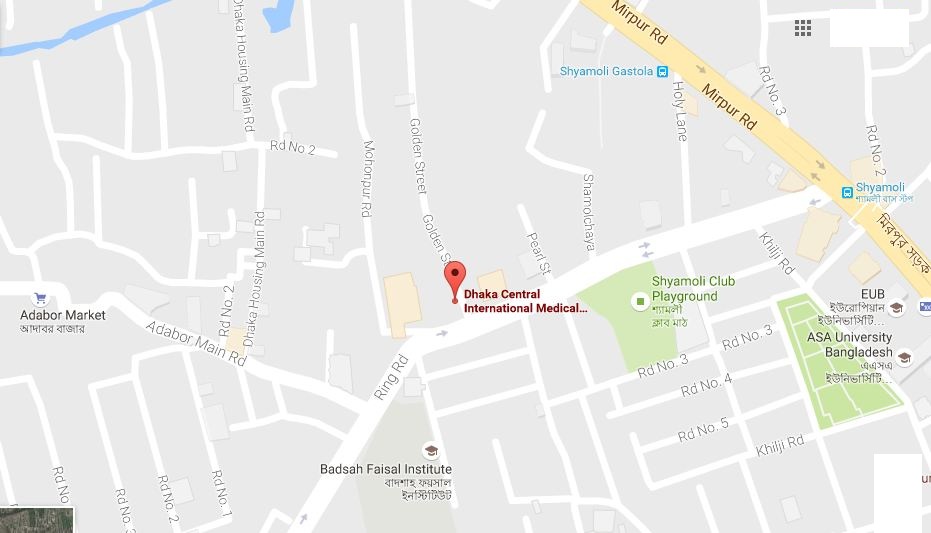 Mirpur Rd
Dhaka Housing Main Rd
Shyamoli Gastola
Rd No. 3
Mirpur Rd
Holy Lane
Golden Street
Rd No. 2
Rd No 2
Mohonpur Rd
Shamolchaya
Shyamoli
শ্যামলী বাস স্টপ
Golden St
Dhaka Housing Main Rd
Pearl St
Khilji Rd
মিরপুর সড়ক
Dhaka Central
International Medical...
Shyamoli Club
Playground
শ্যামলী
ক্লাব মাঠ
Rd No. 2
Adabor Market
আদাবর বাজার
EUB
ইউরোপিয়ান
ইউনিভার্সিটি...
Adabor Main Rd
ASA University
Bangladesh
এএসএ
ইউনিভার্সিটি...
Rd No. 3
Rd No. 3
Ring Rd
Rd No. 4
Rd No. 5
Khilji Rd
Badsah Faisal Institute
বাদশাহ ফয়সাল
ইনস্টিটিউট
Rd No.
Rd No. 3
Rd No. 2
Rd No. 1